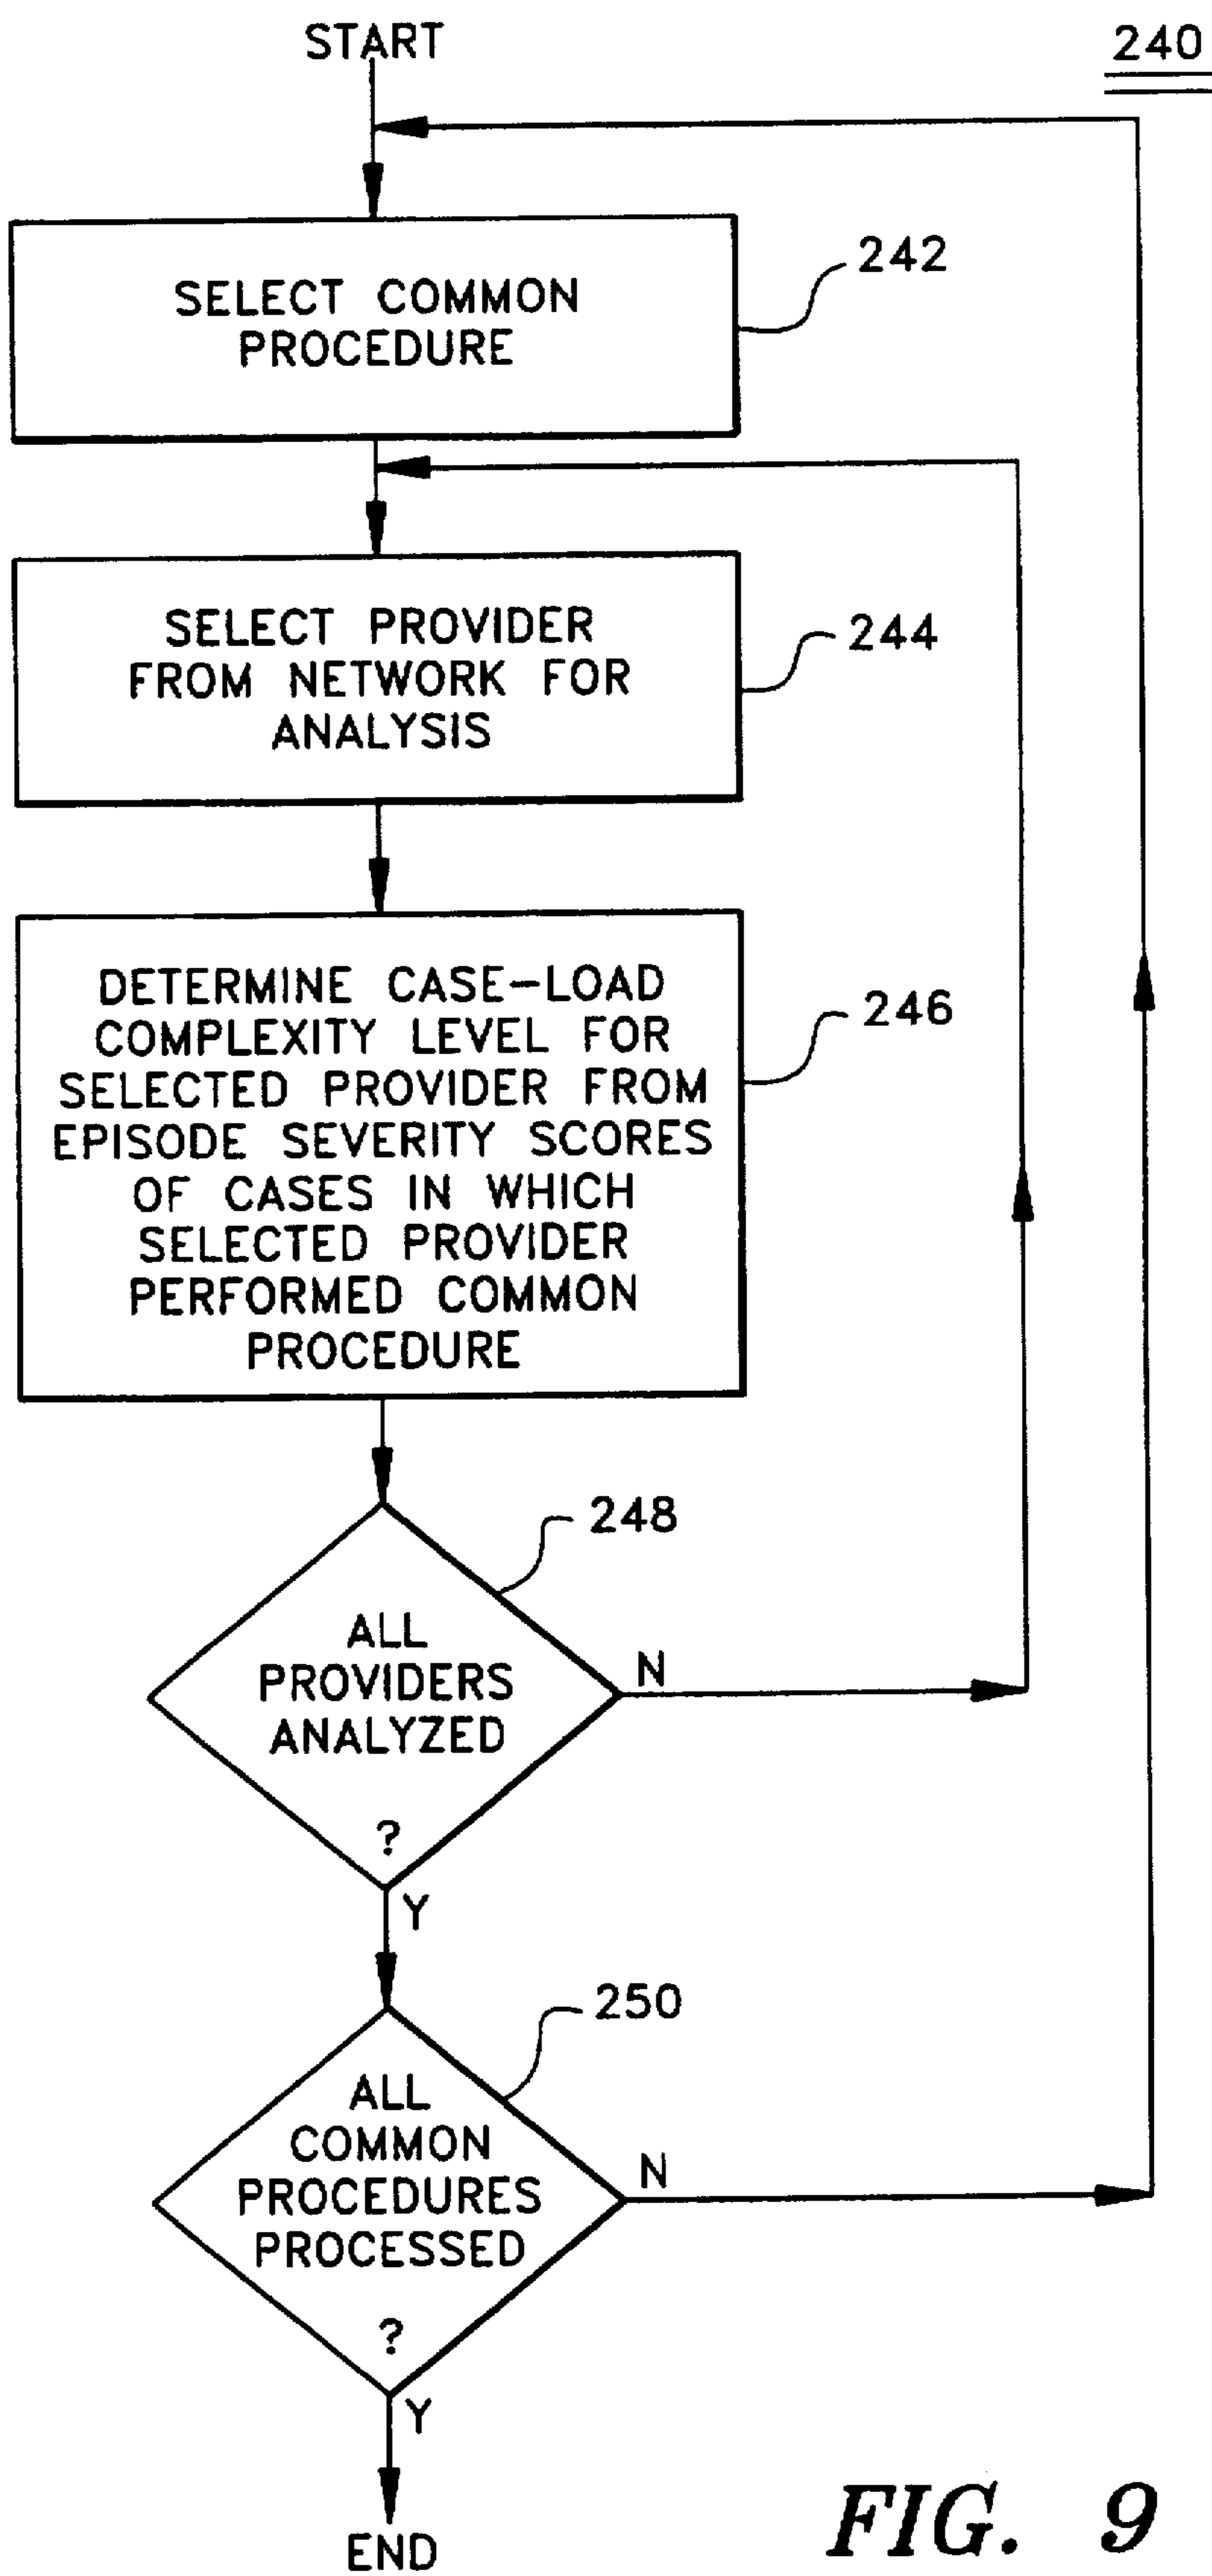 START
240
SELECT COMMON
PROCEDURE
242
SELECT PROVIDER
FROM NETWORK FOR
ANALYSIS
244
DETERMINE CASE-LOAD
COMPLEXITY LEVEL FOR
SELECTED PROVIDER FROM
EPISODE SEVERITY SCORES
OF CASES IN WHICH
SELECTED PROVIDER
PERFORMED COMMON
PROCEDURE
246
248
ALL
PROVIDERS
ANALYZED
?
N
Y
250
ALL
COMMON
PROCEDURES
PROCESSED
?
N
Y
END
FIG. 9